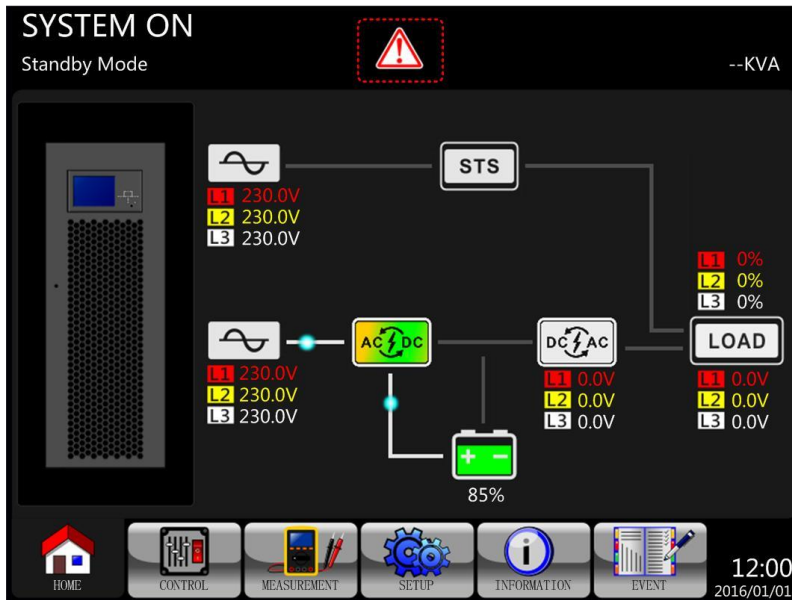 SYSTEM ON
Standby Mode
--KVA
STS
L1 230.0V
L2 230.0V
L3 230.0V
L1 0%
L2 0%
L3 0%
AC DC
DC AC
LOAD
L1 230.0V
L2 230.0V
L3 230.0V
L1 0.0V
L2 0.0V
L3 0.0V
L1 0.0V
L2 0.0V
L3 0.0V
+ -
85%
HOME
CONTROL
MEASUREMENT
SETUP
INFORMATION
EVENT
12:00
2016/01/01